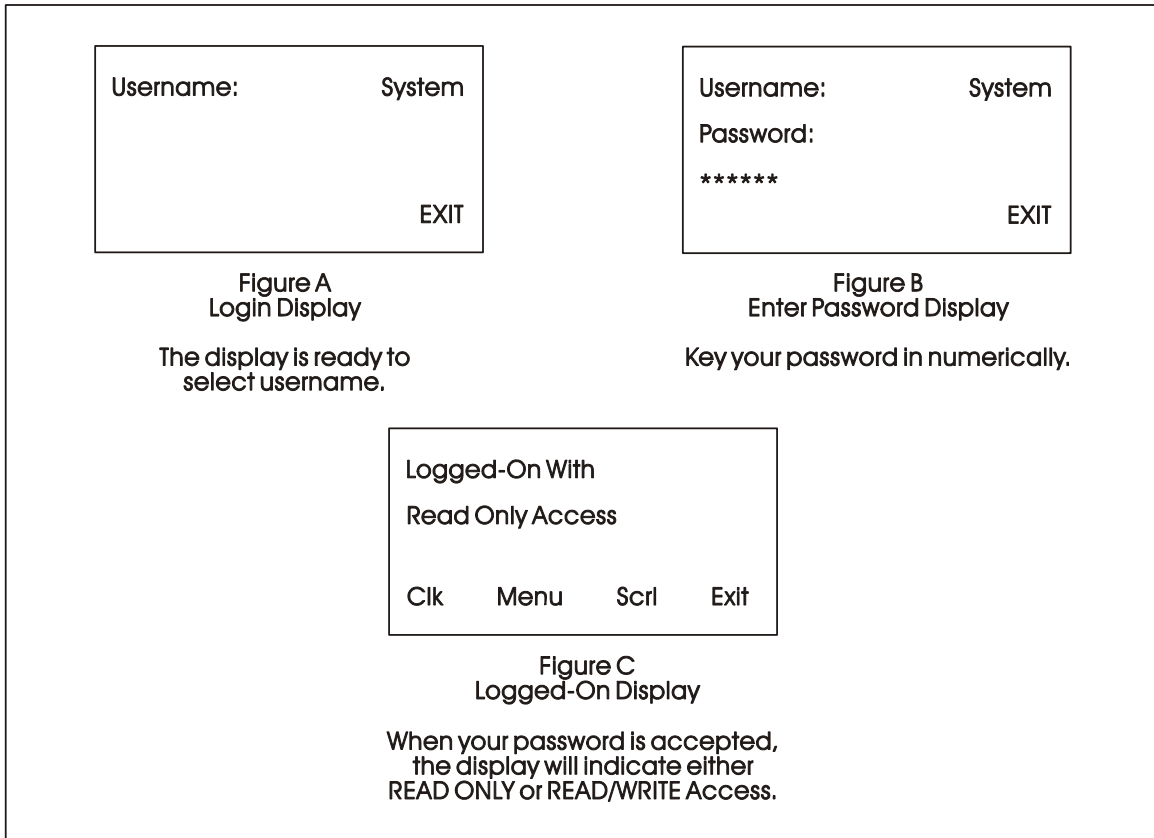 Username: System
EXIT
Figure A
Login Display
The display is ready to
select username.
Username: System
Password:
******
EXIT
Figure B
Enter Password Display
Key your password in numerically.
Logged-On With
Read Only Access
Clk Menu Scrl Exit
Figure C
Logged-On Display
When your password is accepted,
the display will indicate either
READ ONLY or READ/WRITE Access.